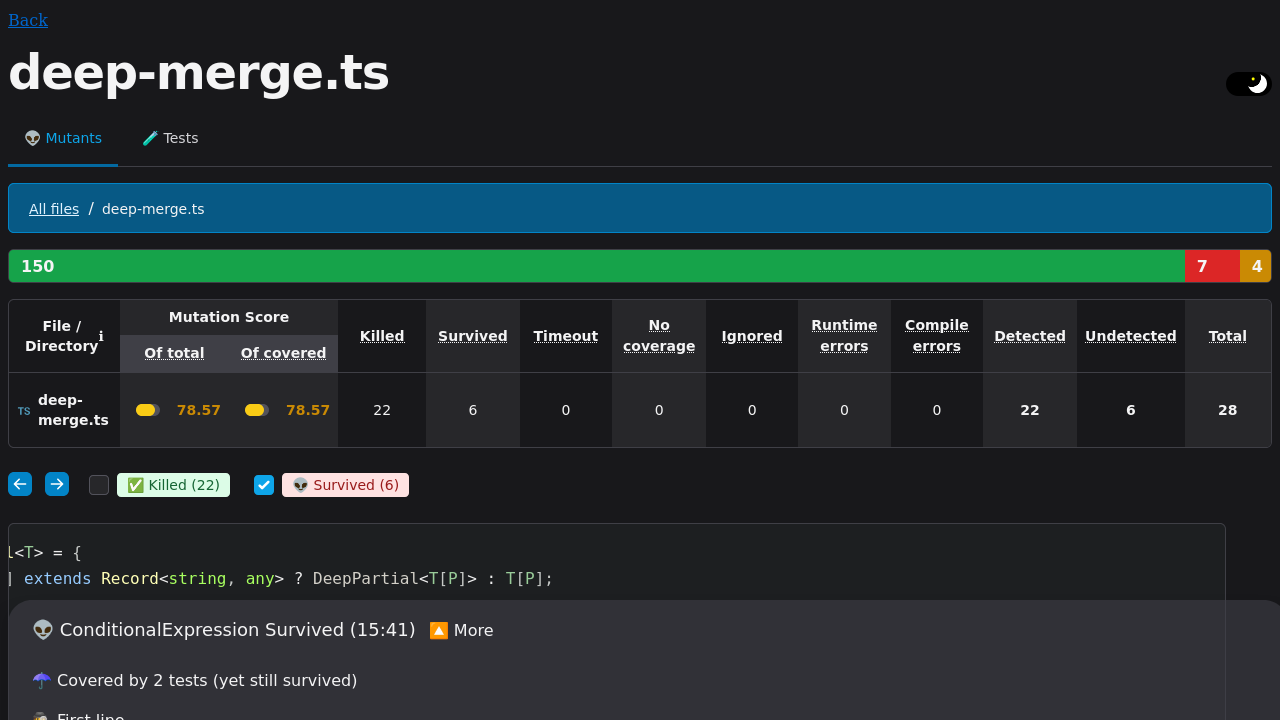 Back
deep-merge.ts
👽 Mutants 🧪 Tests
All files / deep-merge.ts
150 7 4
File / Directory ℹ Mutation Score Of total Of covered Killed Survived Timeout No coverage Ignored Runtime errors Compile errors Detected Undetected Total
TS deep-merge.ts 78.57 78.57 22 6 0 0 0 0 0 22 6 28
✅ Killed (22) 👽 Survived (6)
<T> = {
extends Record<string, any> ? DeepPartial<T[P]> : T[P];
👽 ConditionalExpression Survived (15:41) 🔼 More
☂️ Covered by 2 tests (yet still survived)
First line